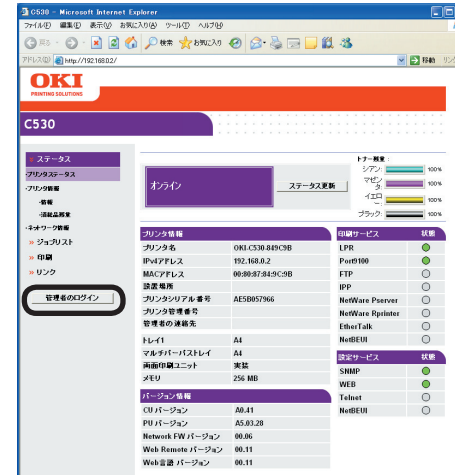 C530 - Microsoft Internet Explorer
ファイル(F) 編集(E) 表示(V) お気に入り(A) ツール(T) ヘルプ(H)
戻る 検索 お気に入り
アドレス(D) http://192.168.0.2/ 移動 リンク
OKI
PRINTING SOLUTIONS
C530
ステータス
・プリンタステータス
・プリンタ情報
・情報
・消耗品残量
・ネットワーク情報
» ジョブリスト
» 印刷
» リンク
管理者のログイン
オンライン
ステータス更新
トナー残量 :
シアン: 100%
マゼンタ: 100%
イエロー: 100%
ブラック: 100%
プリンタ情報
プリンタ名 OKI-C530-849C9B
IPv4アドレス 192.168.0.2
MACアドレス 00:80:87:84:9C:9B
設置場所
プリンタシリアル番号 AE5B057966
プリンタ管理番号
管理者の連絡先
トレイ1 A4
マルチパーパストレイ A4
両面印刷ユニット 実装
メモリ 256 MB
バージョン情報
CU バージョン A0.41
PU バージョン A5.03.28
Network FW バージョン 00.06
Web Remote バージョン 00.11
Web言語 バージョン 00.11
印刷サービス 状態
LPR
Port9100
FTP
IPP
NetWare Pserver
NetWare Rprinter
EtherTalk
NetBEUI
設定サービス 状態
SNMP
WEB
Telnet
NetBEUI